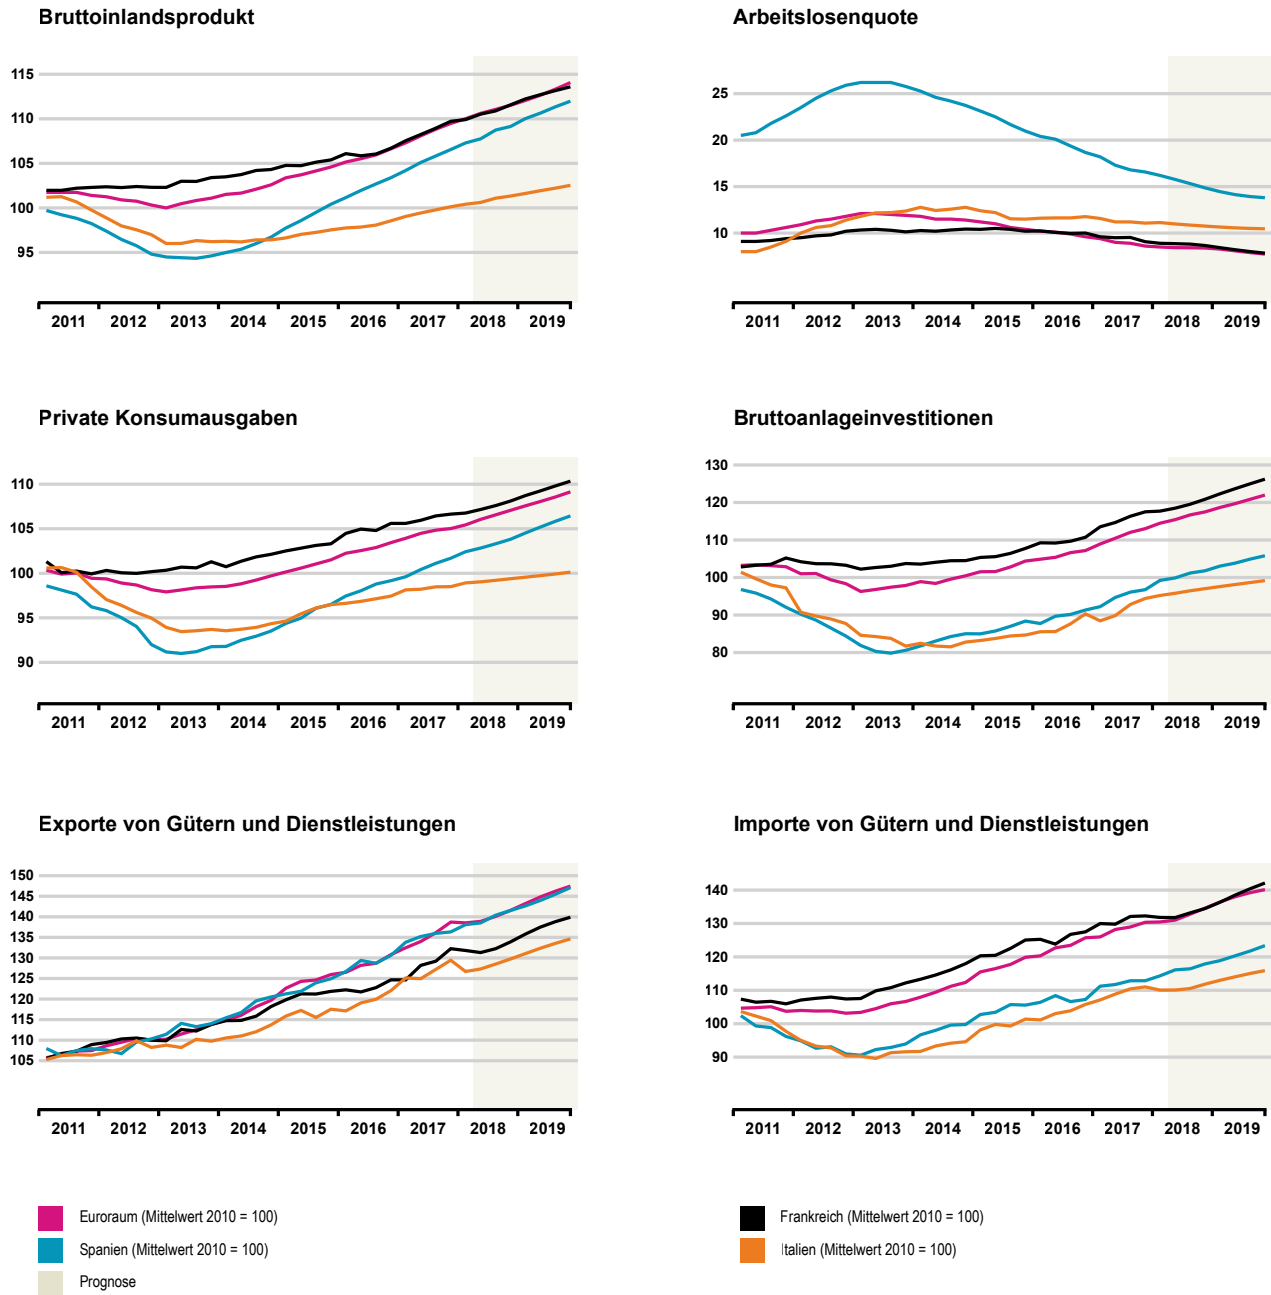 Bruttoinlandsprodukt
115
110
105
100
95
2011 2012 2013 2014 2015 2016 2017 2018 2019
Arbeitslosenquote
25
20
15
10
2011 2012 2013 2014 2015 2016 2017 2018 2019
Private Konsumausgaben
110
105
100
95
90
2011 2012 2013 2014 2015 2016 2017 2018 2019
Bruttoanlageinvestitionen
130
120
110
100
90
80
2011 2012 2013 2014 2015 2016 2017 2018 2019
Exporte von Gütern und Dienstleistungen
150
145
140
135
130
125
120
115
110
105
2011 2012 2013 2014 2015 2016 2017 2018 2019
Importe von Gütern und Dienstleistungen
140
130
120
110
100
90
2011 2012 2013 2014 2015 2016 2017 2018 2019
Euroraum (Mittelwert 2010 = 100)
Spanien (Mittelwert 2010 = 100)
Prognose
Frankreich (Mittelwert 2010 = 100)
Italien (Mittelwert 2010 = 100)